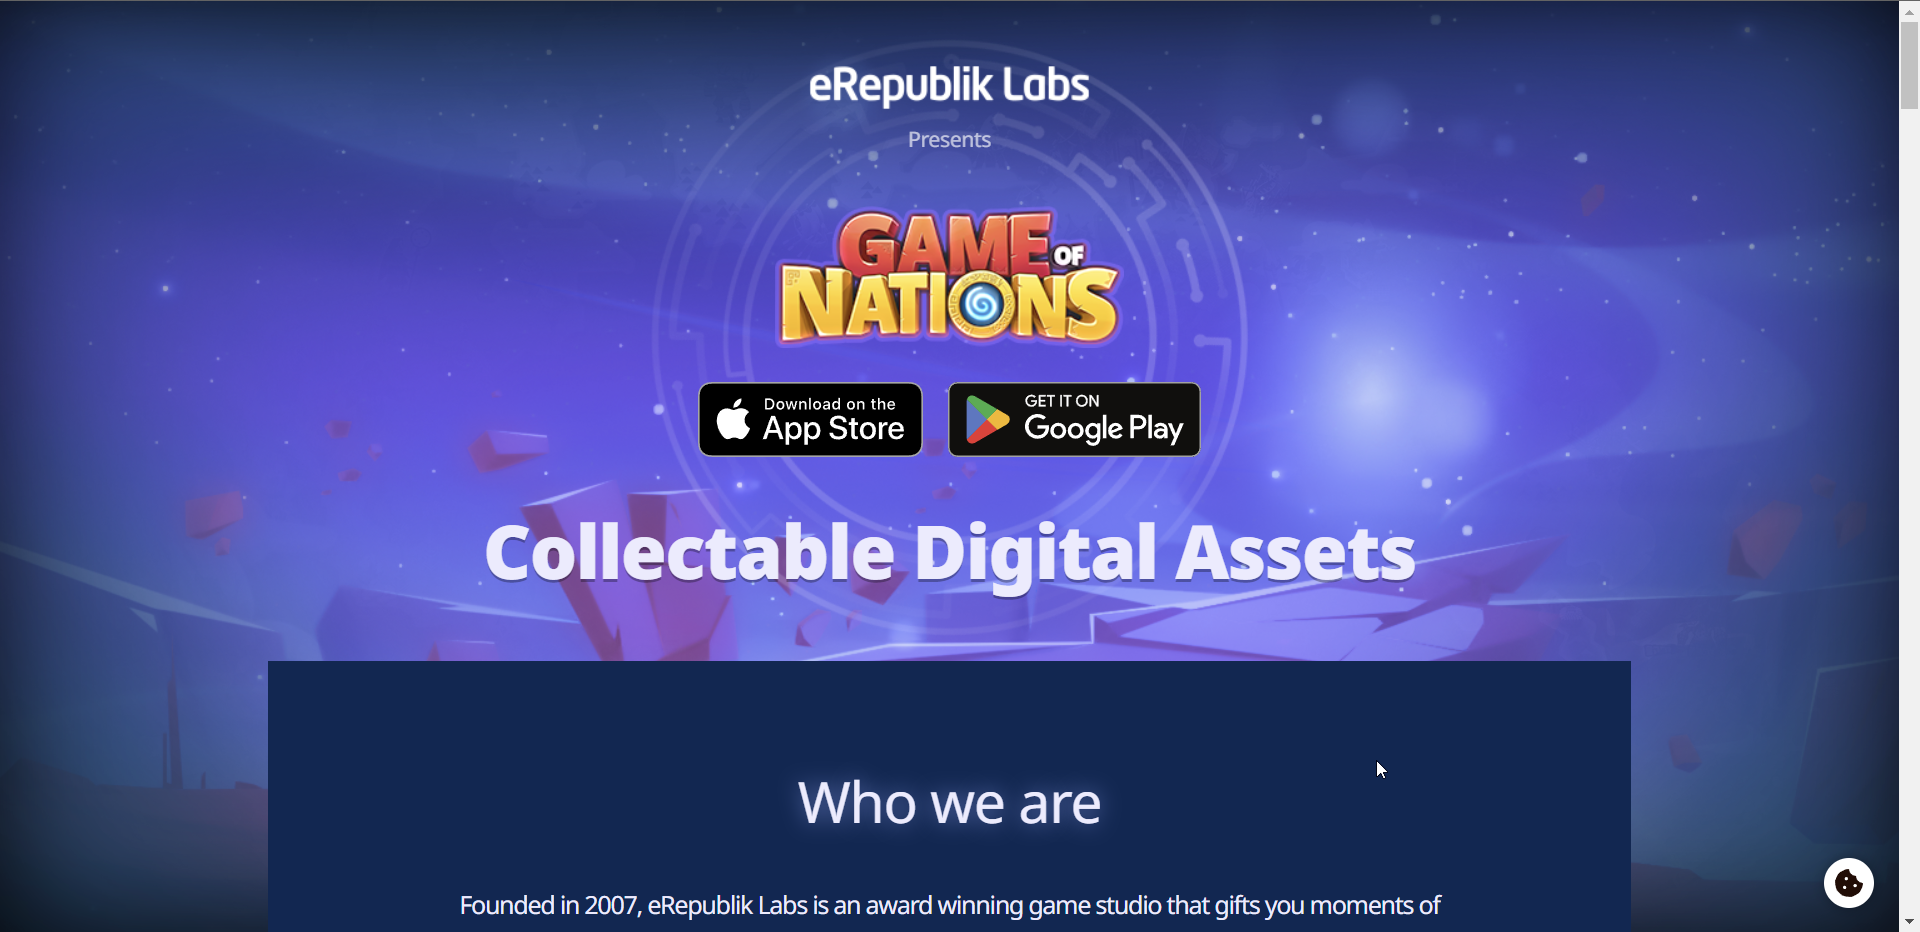 eRepublik Labs
Presents
GAME OF
NATIONS
Download on the
App Store
GET IT ON
Google Play
Collectable Digital Assets
Who we are
Founded in 2007, eRepublik Labs is an award winning game studio that gifts you moments of